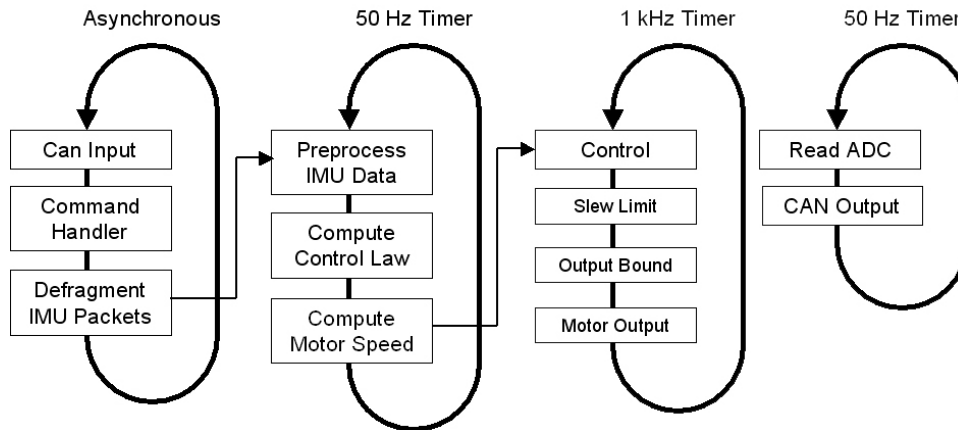 Asynchronous
Can Input
Command
Handler
Defragment
IMU Packets
50 Hz Timer
Preprocess
IMU Data
Compute
Control Law
Compute
Motor Speed
1 kHz Timer
Control
Slew Limit
Output Bound
Motor Output
50 Hz Timer
Read ADC
CAN Output